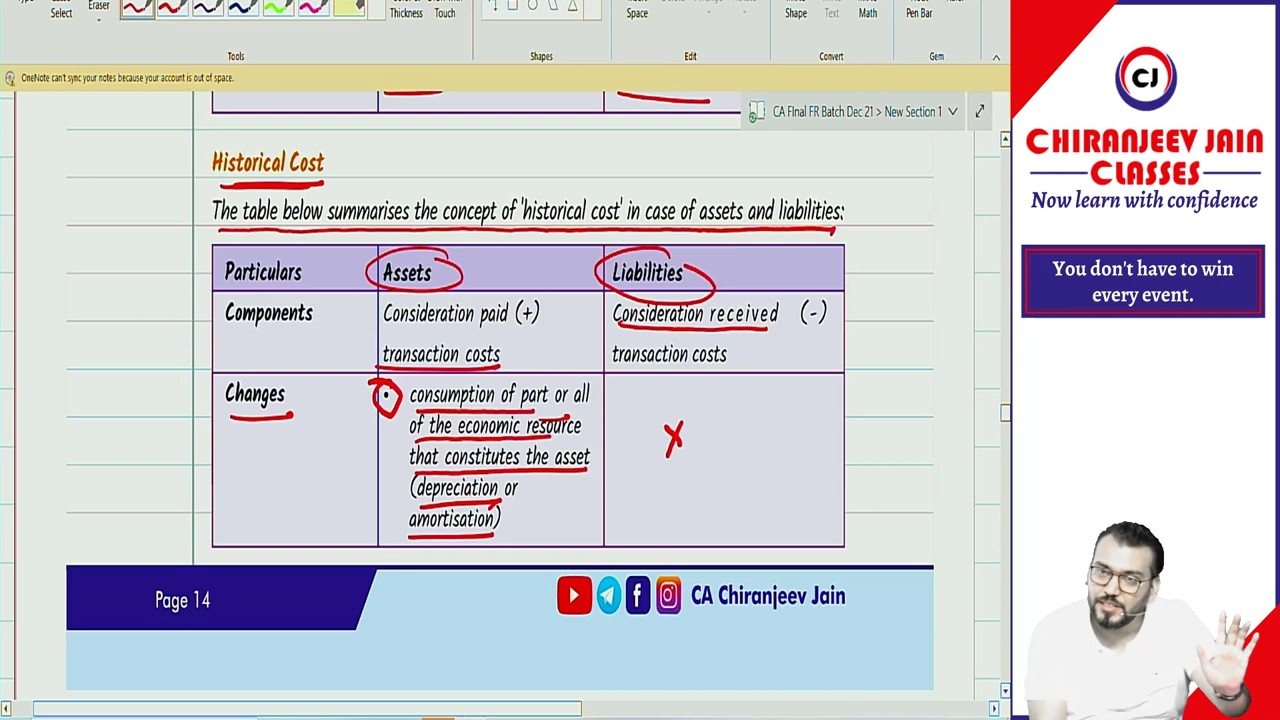 Select
Eraser
Thickness
Touch
Space
Shape
Text
Math
Pen Bar
Tools
Shapes
Edit
Convert
Gem
OneNote can't sync your notes because your account is out of space.
CA FInal FR Batch Dec 21 > New Section 1
Historical Cost
The table below summarises the concept of 'historical cost' in case of assets and liabilities:
Particulars Assets Liabilities
Components Consideration paid (+) Consideration received (-)
transaction costs transaction costs
Changes • consumption of part or all
of the economic resource
that constitutes the asset
(depreciation or
amortisation)
X
Page 14
CA Chiranjeev Jain
CJ
CHIRANJEEV JAIN
CLASSES
Now learn with confidence
You don't have to win
every event.